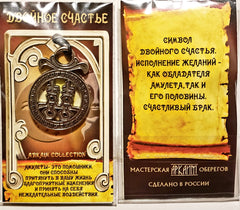 ДВОЙНОЕ СЧАСТЬЕ
ARKAIM COLLECTION
АМУЛЕТЫ- ЭТО ПОМОЩНИКИ.
ОНИ СПОСОБНЫ
ПРИТЯНУТЬ В ВАШУ ЖИЗНЬ
БЛАГОПРИЯТНЫЕ
И ПРИНЯТЬ НА СЕБЯ
НЕЖЕЛАТЕЛЬНЫЕ ВОЗДЕЙСТВИЯ
СИМВОЛ
ДВОЙНОГО СЧАСТЬЯ.
ИСПОЛНЕНИЕ ЖЕЛАНИЙ -
КАК ОБЛАДАТЕЛЯ
АМУЛЕТА,ТАК И
ЕГО ПОЛОВИНЫ.
СЧАСТЛИВЫЙ БРАК.
МАСТЕРСКАЯ АРКАИМ ОБЕРЕГОВ
СДЕЛАНО В РОССИИ